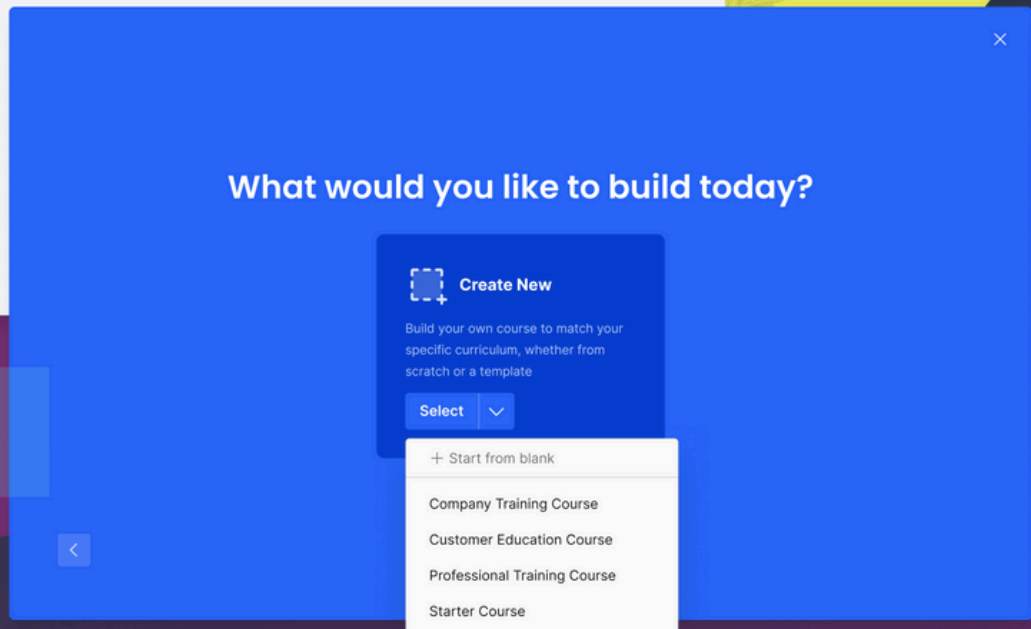 What would you like to build today?
Create New
Build your own course to match your
specific curriculum, whether from
scratch or a template
Select
+ Start from blank
Company Training Course
Customer Education Course
Professional Training Course
Starter Course